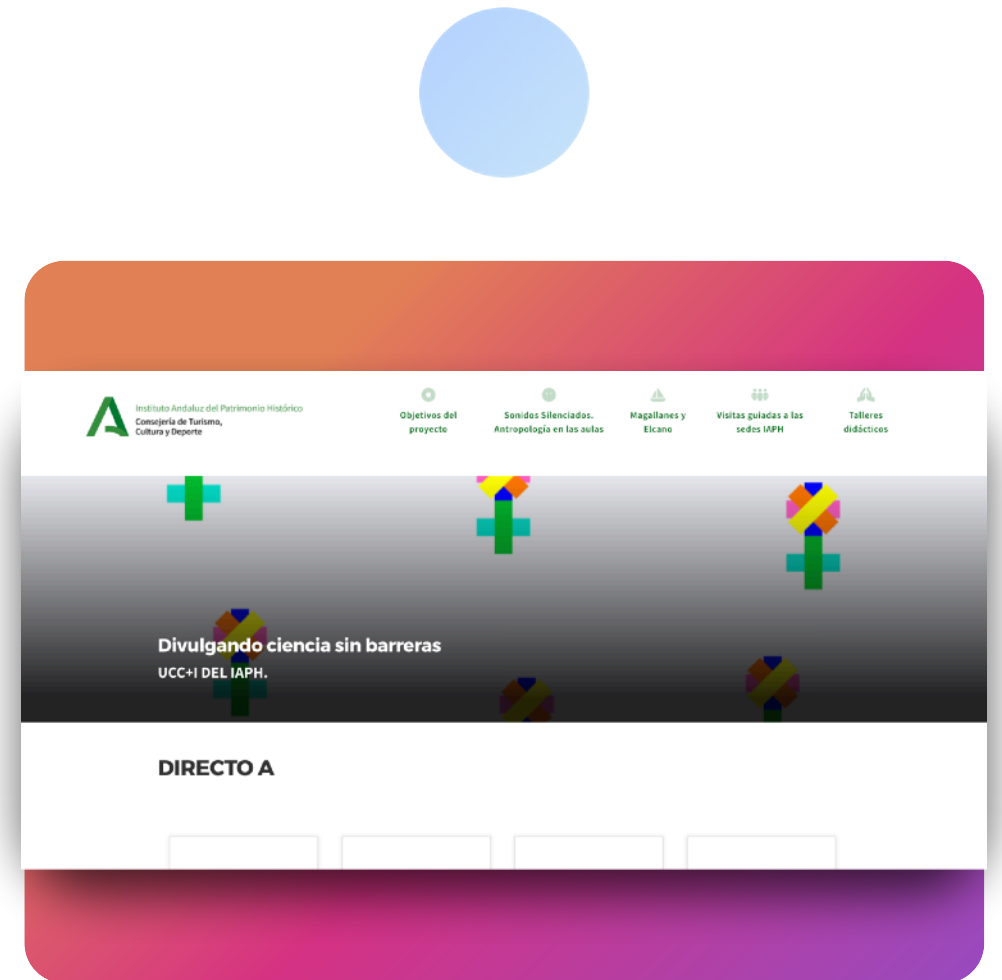 Instituto Andaluz del Patrimonio Histórico
Consejería de Turismo,
Cultura y Deporte
Objetivos del
proyecto
Sonidos Silenciados.
Antropología en las aulas
Magallanes y
Elcano
Visitas guiadas a las
sedes IAPH
Talleres
didácticos
Divulgando ciencia sin barreras
UCC+I DEL IAPH.
DIRECTO A